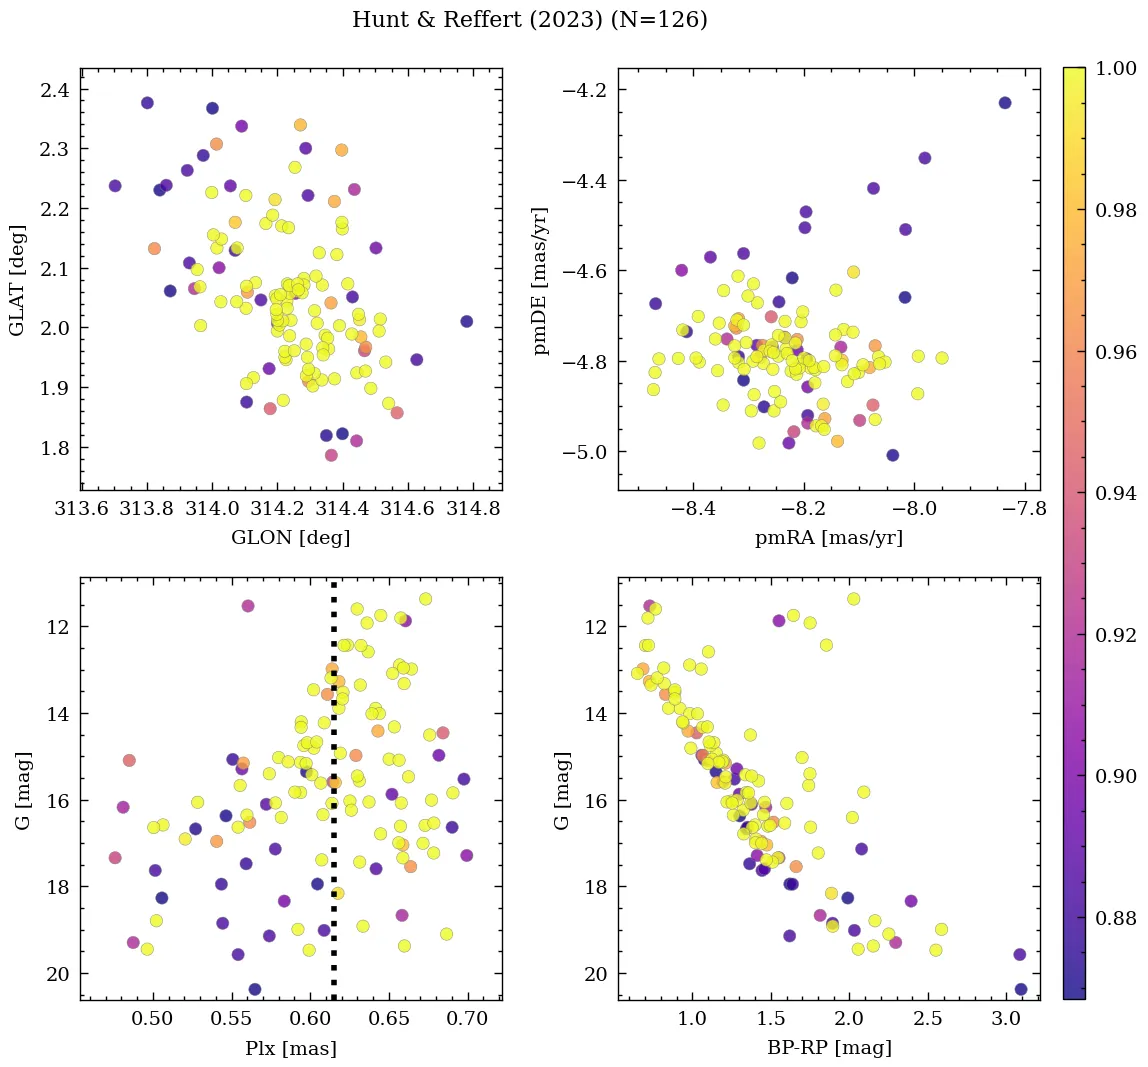 Hunt & Reffert (2023) (N=126)
2.4
2.3
2.2
2.1
2.0
1.9
1.8
GLAT [deg]
313.6 313.8 314.0 314.2 314.4 314.6 314.8
GLON [deg]
−4.2
−4.4
−4.6
−4.8
−5.0
pmDE [mas/yr]
−8.4 −8.2 −8.0 −7.8
pmRA [mas/yr]
12
14
16
18
20
G [mag]
0.50 0.55 0.60 0.65 0.70
Plx [mas]
12
14
16
18
20
G [mag]
1.0 1.5 2.0 2.5 3.0
BP-RP [mag]
1.00
0.98
0.96
0.94
0.92
0.90
0.88